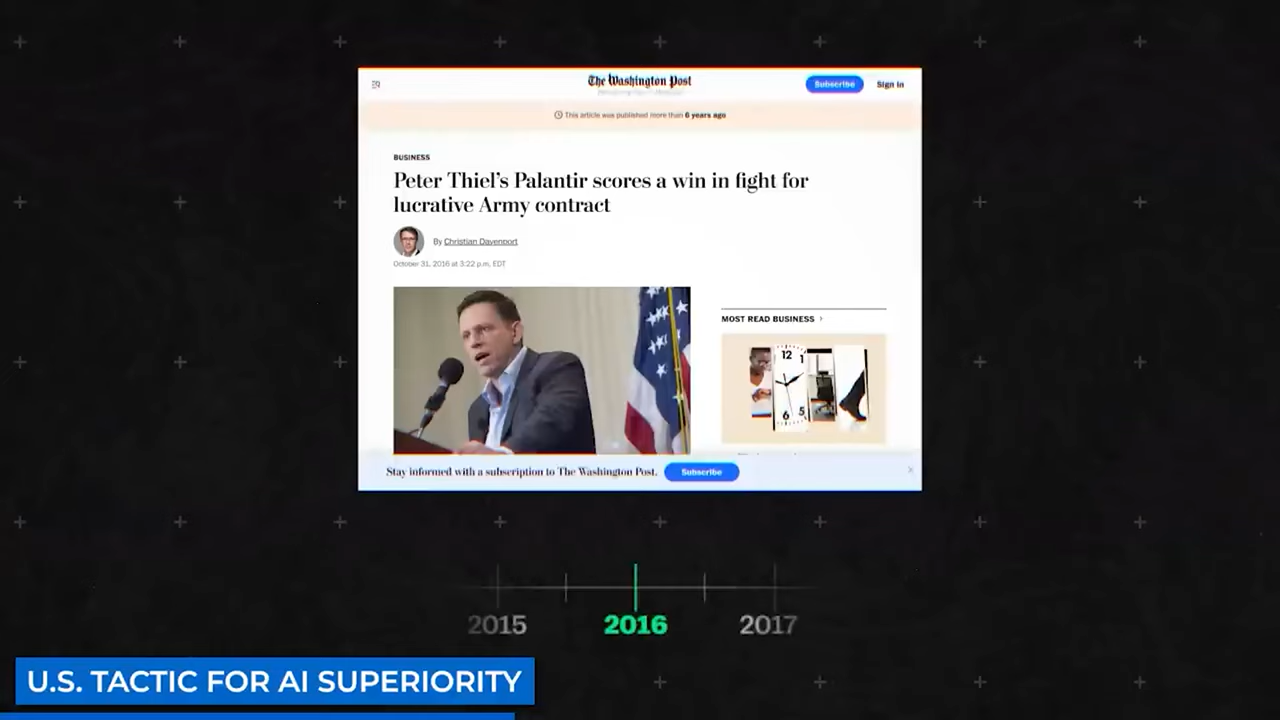 The Washington Post
Subscribe
Sign in
This article was published more than 6 years ago
BUSINESS
Peter Thiel's Palantir scores a win in fight for
lucrative Army contract
By Christian Davenport
October 31, 2016 at 3:22 p.m. EDT
MOST READ BUSINESS
12
1
6
5
Stay informed with a subscription to The Washington Post.
Subscribe
2015
2016
2017
U.S. TACTIC FOR AI SUPERIORITY